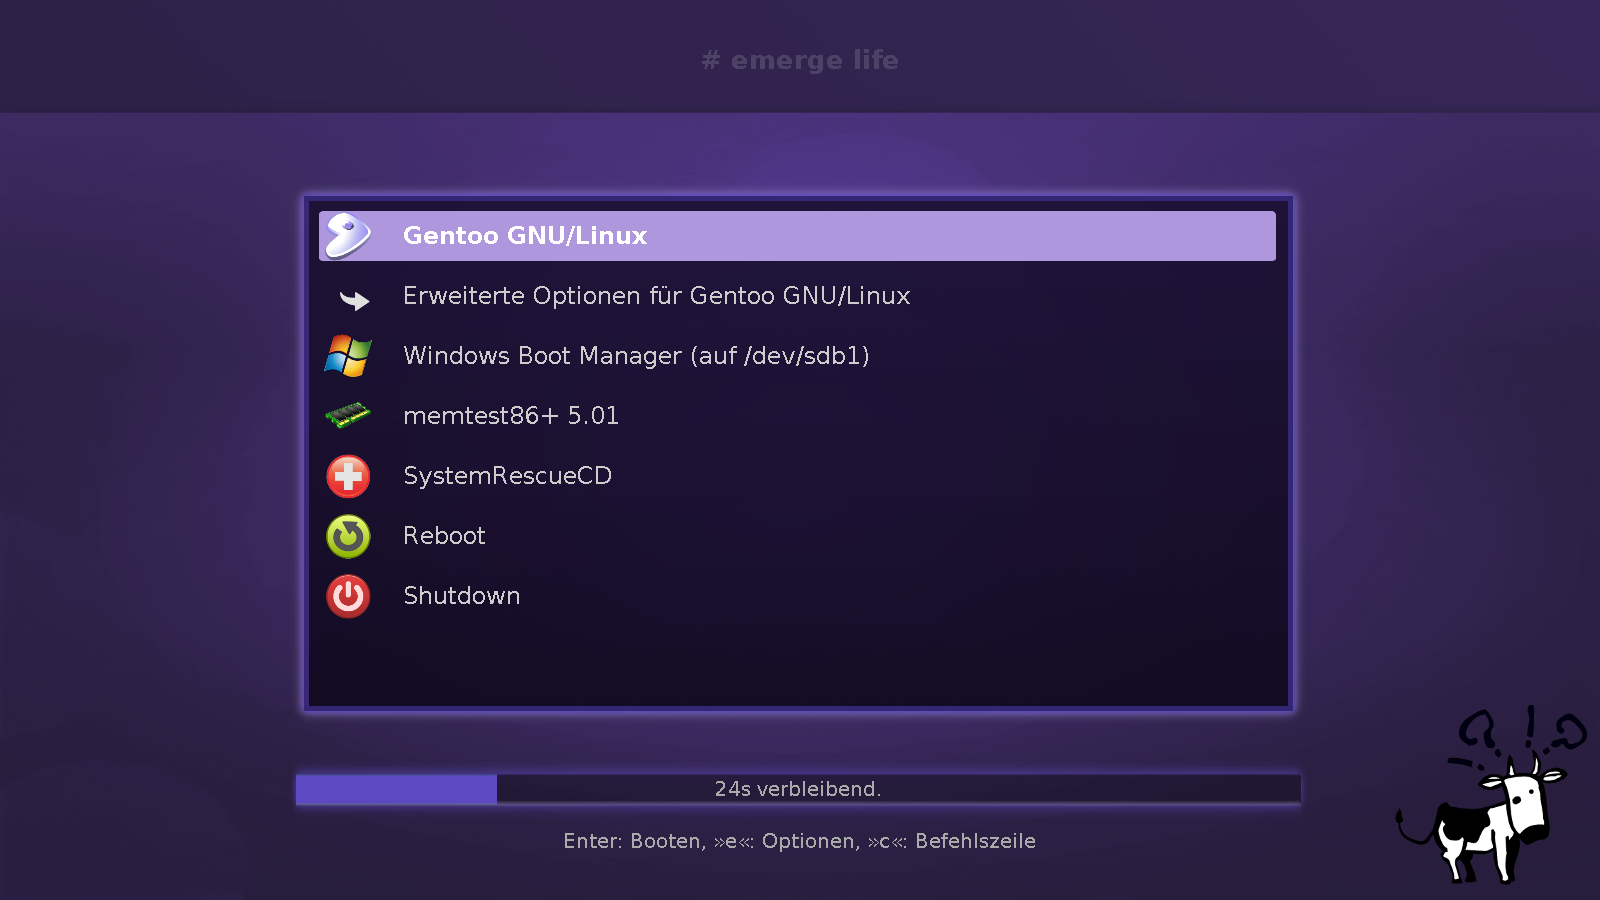 # emerge life
Gentoo GNU/Linux
Erweiterte Optionen für Gentoo GNU/Linux
Windows Boot Manager (auf /dev/sdb1)
memtest86+ 5.01
SystemRescueCD
Reboot
Shutdown
24s verbleibend.
Enter: Booten, »e«: Optionen, »c«: Befehlszeile